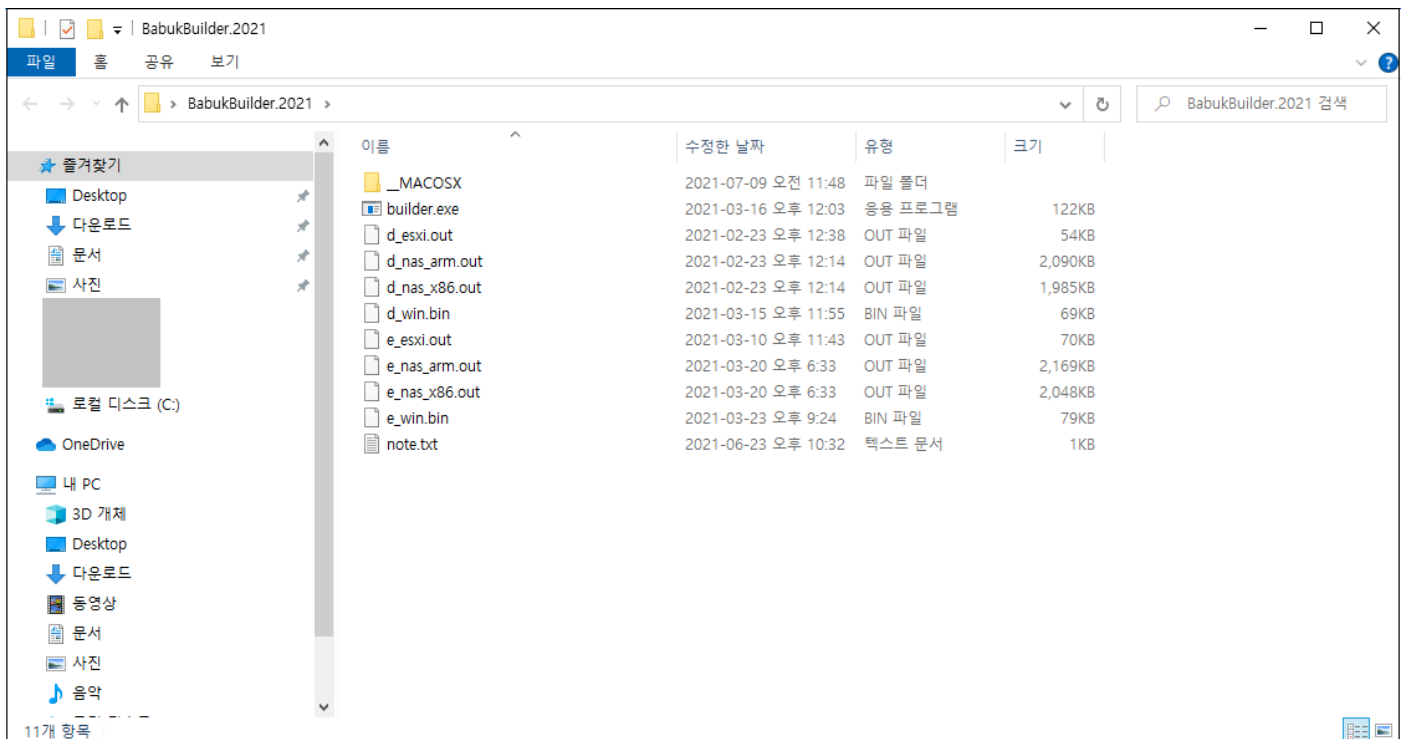 BabukBuilder.2021
파일 홈 공유 보기
BabukBuilder.2021 BabukBuilder.2021 검색
이름 수정한 날짜 유형 크기
즐겨찾기
Desktop
다운로드
문서
사진
로컬 디스크 (C:)
OneDrive
내 PC
3D 개체
Desktop
다운로드
동영상
문서
사진
음악
__MACOSX 2021-07-09 오전 11:48 파일 폴더
builder.exe 2021-03-16 오후 12:03 응용 프로그램 122KB
d_esxi.out 2021-02-23 오후 12:38 OUT 파일 54KB
d_nas_arm.out 2021-02-23 오후 12:14 OUT 파일 2,090KB
d_nas_x86.out 2021-02-23 오후 12:14 OUT 파일 1,985KB
d_win.bin 2021-03-15 오후 11:55 BIN 파일 69KB
e_esxi.out 2021-03-10 오후 11:43 OUT 파일 70KB
e_nas_arm.out 2021-03-20 오후 6:33 OUT 파일 2,169KB
e_nas_x86.out 2021-03-20 오후 6:33 OUT 파일 2,048KB
e_win.bin 2021-03-23 오후 9:24 BIN 파일 79KB
note.txt 2021-06-23 오후 10:32 텍스트 문서 1KB
11개 항목